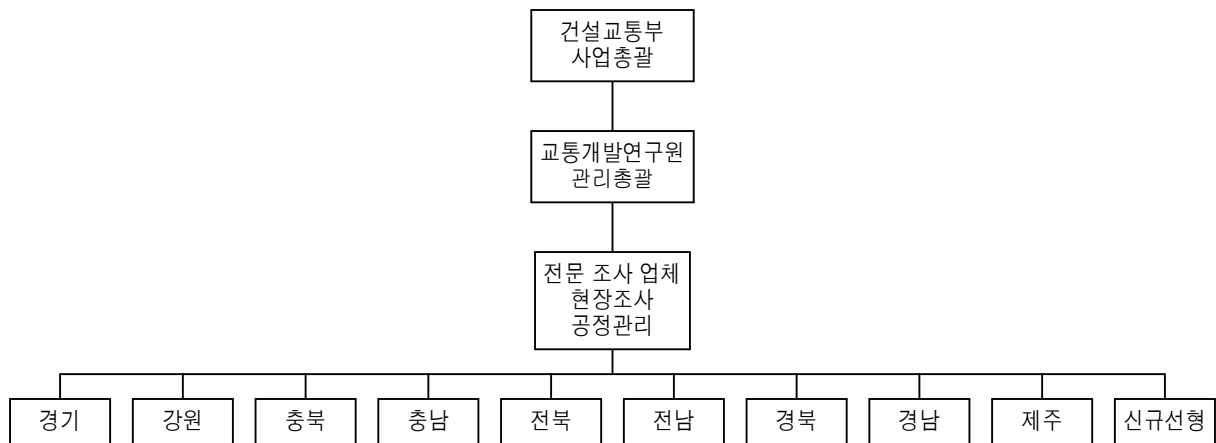 건설교통부
사업총괄
교통개발연구원
관리총괄
전문 조사 업체
현장조사
공정관리
경기
강원
충북
충남
전북
전남
경북
경남
제주
신규선형